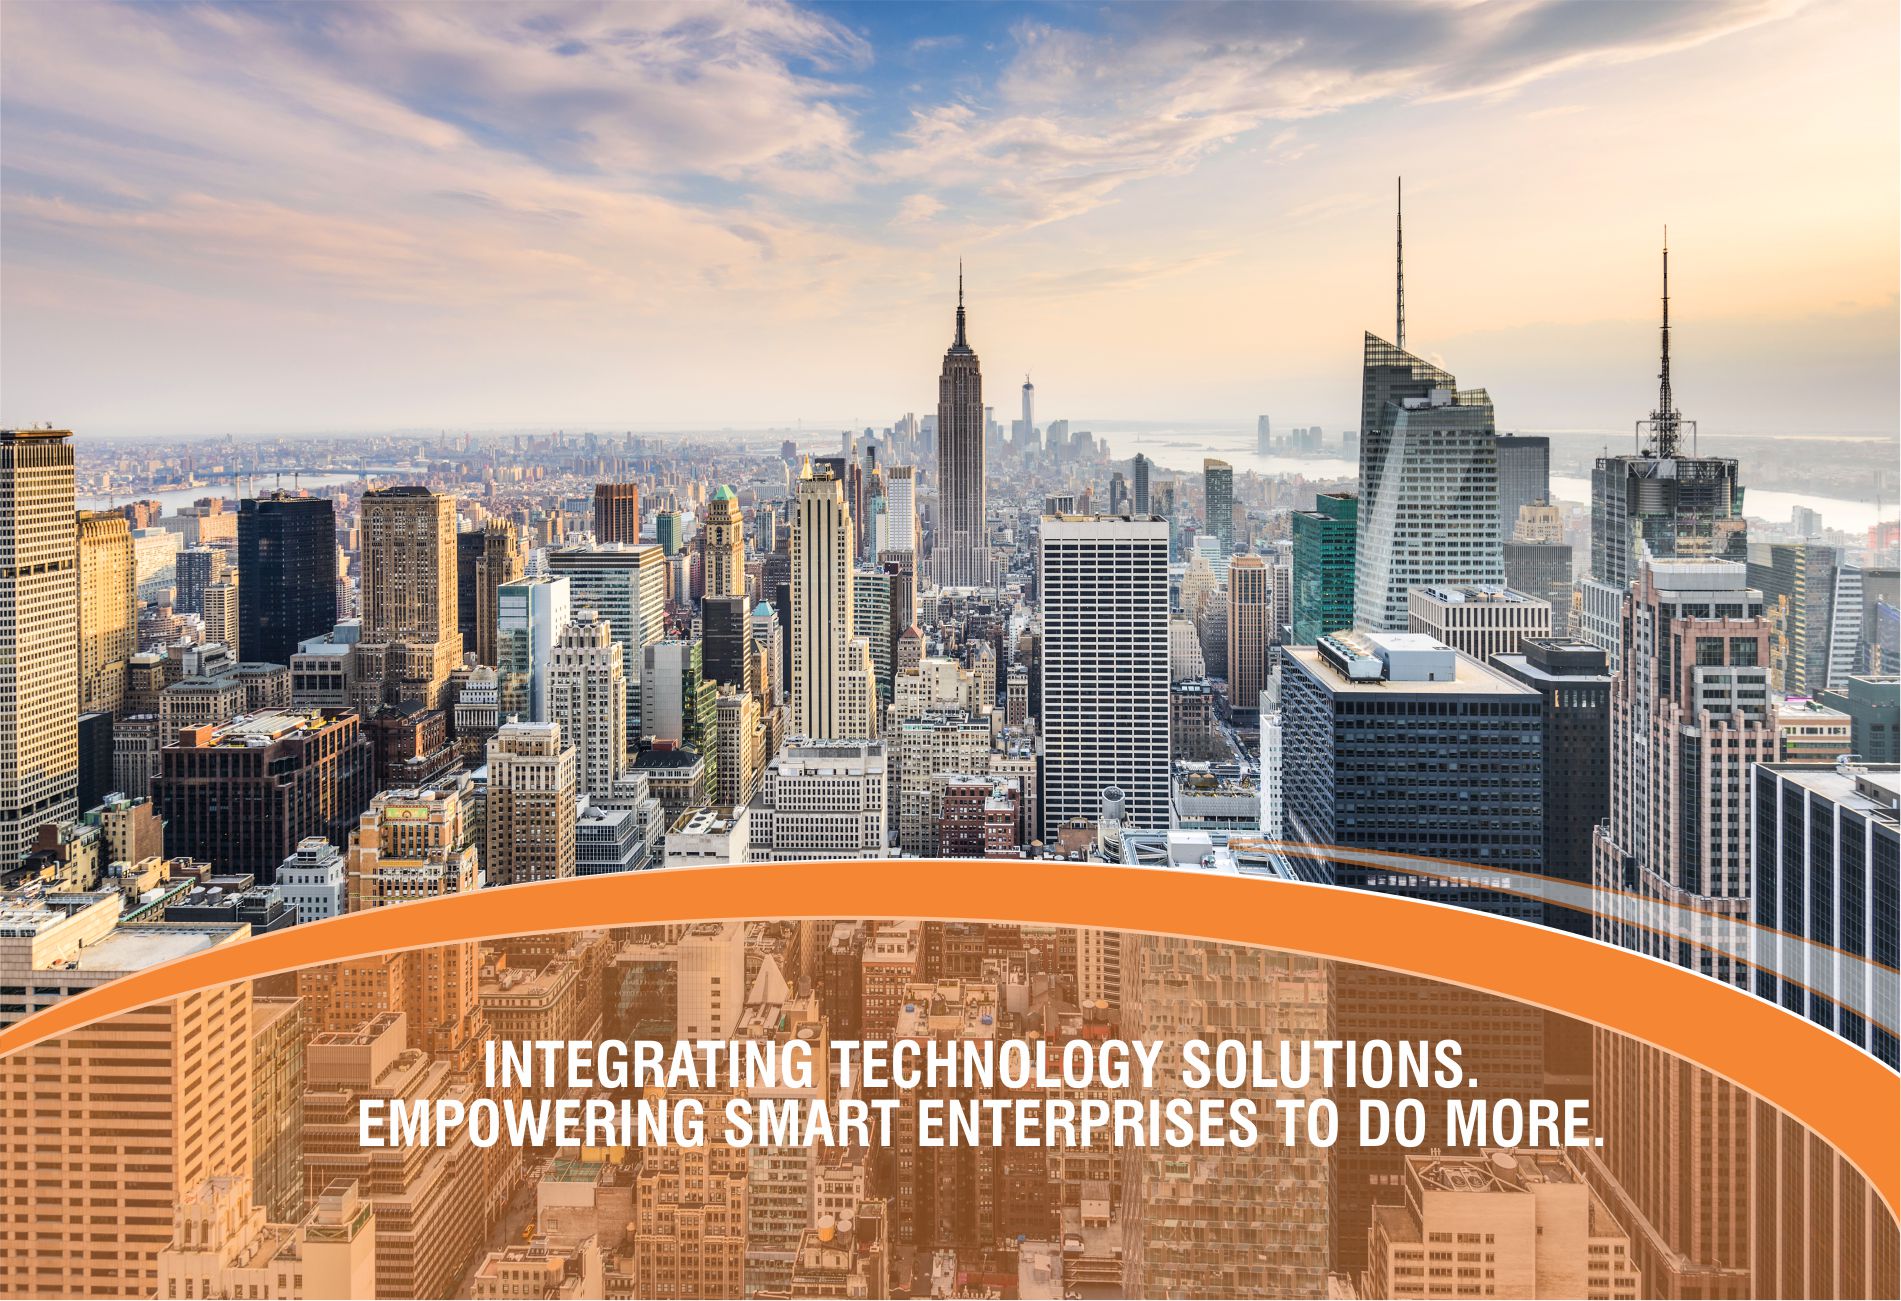 INTEGRATING TECHNOLOGY SOLUTIONS.
EMPOWERING SMART ENTERPRISES TO DO MORE.